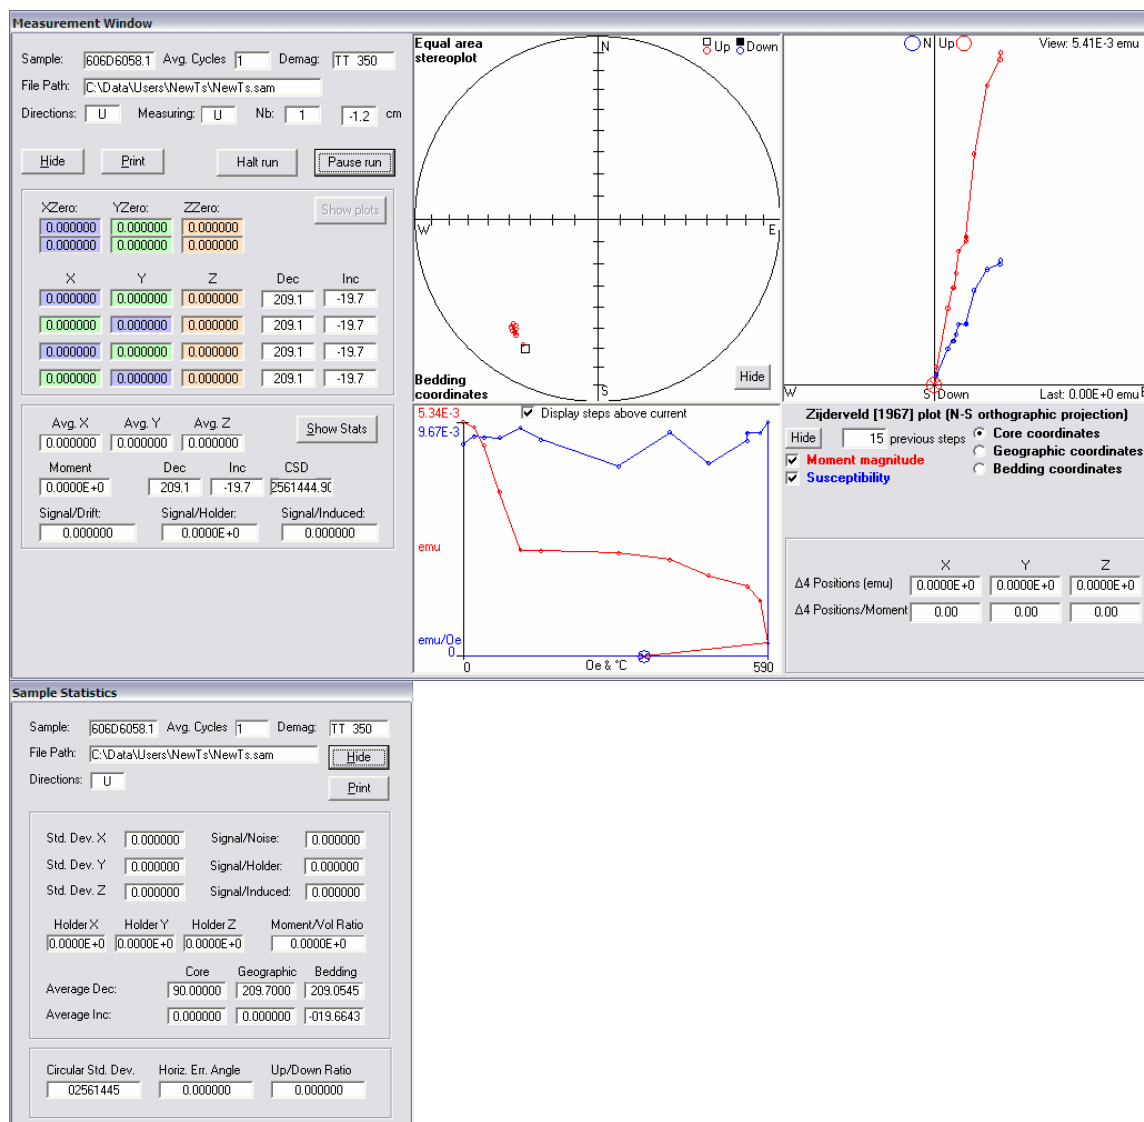 Measurement Window
Sample: 606D6058.1 Avg. Cycles 1 Demag: TT 350
File Path: C:\Data\Users\NewTs\NewTs.sam
Directions: U Measuring: U Nb: 1 -1.2 cm
Hide Print Halt run Pause run
XZero: YZero: ZZero: Show plots
0.000000 0.000000 0.000000
0.000000 0.000000 0.000000
X Y Z Dec Inc
0.000000 0.000000 0.000000 209.1 -19.7
0.000000 0.000000 0.000000 209.1 -19.7
0.000000 0.000000 0.000000 209.1 -19.7
0.000000 0.000000 0.000000 209.1 -19.7
Avg. X Avg. Y Avg. Z
0.000000 0.000000 0.000000 Show Stats
Moment Dec Inc CSD
0.0000E+0 209.1 -19.7 2561444.90
Signal/Drift: Signal/Holder: Signal/Induced:
0.000000 0.0000E+0 0.000000
Equal area
stereoplot
N
Up Down
W E
S
Bedding
coordinates
Hide
N Up View: 5.41E-3 emu
W S Down Last: 0.00E+0 emu E
5.34E-3
9.67E-3
Display steps above current
emu
emu/Oe
0
0 Oe & °C 590
Zijderveld [1967] plot (N-S orthographic projection)
Hide 15 previous steps Core coordinates
Moment magnitude Geographic coordinates
Susceptibility Bedding coordinates
X Y Z
Δ4 Positions (emu) 0.0000E+0 0.0000E+0 0.0000E+0
Δ4 Positions/Moment 0.00 0.00 0.00
Sample Statistics
Sample: 606D6058.1 Avg. Cycles 1 Demag: TT 350
File Path: C:\Data\Users\NewTs\NewTs.sam Hide
Directions: U
Print
Std. Dev. X 0.000000 Signal/Noise: 0.000000
Std. Dev. Y 0.000000 Signal/Holder: 0.000000
Std. Dev. Z 0.000000 Signal/Induced: 0.000000
Holder X Holder Y Holder Z Moment/Vol Ratio
0.0000E+0 0.0000E+0 0.0000E+0 0.0000E+0
Core Geographic Bedding
Average Dec: 90.00000 209.7000 209.0545
Average Inc: 0.000000 0.000000 -019.6643
Circular Std. Dev. Horiz. Err. Angle Up/Down Ratio
02561445 0.000000 0.000000